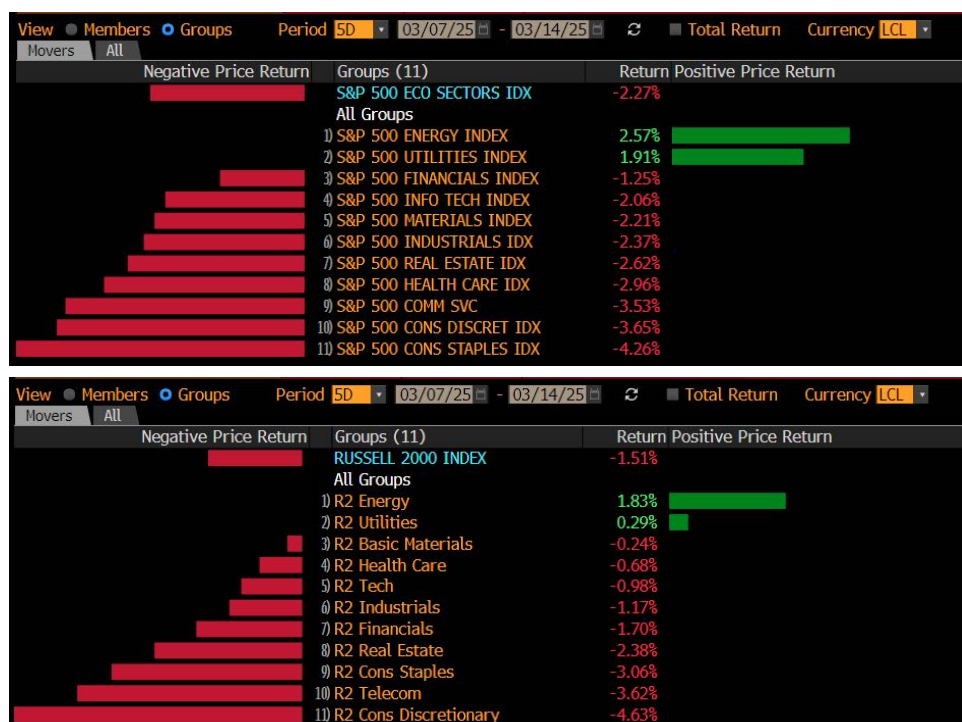 View Members Groups Period 5D 03/07/25 - 03/14/25 Total Return Currency LCL
Movers All
Negative Price Return Groups (11) Return Positive Price Return
S&P 500 ECO SECTORS IDX -2.27%
All Groups
1) S&P 500 ENERGY INDEX 2.57%
2) S&P 500 UTILITIES INDEX 1.91%
3) S&P 500 FINANCIALS INDEX -1.25%
4) S&P 500 INFO TECH INDEX -2.06%
5) S&P 500 MATERIALS INDEX -2.21%
6) S&P 500 INDUSTRIALS IDX -2.37%
7) S&P 500 REAL ESTATE IDX -2.62%
8) S&P 500 HEALTH CARE IDX -2.96%
9) S&P 500 COMM SVC -3.53%
10) S&P 500 CONS DISCRET IDX -3.65%
11) S&P 500 CONS STAPLES IDX -4.26%
View Members Groups Period 5D 03/07/25 - 03/14/25 Total Return Currency LCL
Movers All
Negative Price Return Groups (11) Return Positive Price Return
RUSSELL 2000 INDEX -1.51%
All Groups
1) R2 Energy 1.83%
2) R2 Utilities 0.29%
3) R2 Basic Materials -0.24%
4) R2 Health Care -0.68%
5) R2 Tech -0.98%
6) R2 Industrials -1.17%
7) R2 Financials -1.70%
8) R2 Real Estate -2.38%
9) R2 Cons Staples -3.06%
10) R2 Telecom -3.62%
11) R2 Cons Discretionary -4.63%